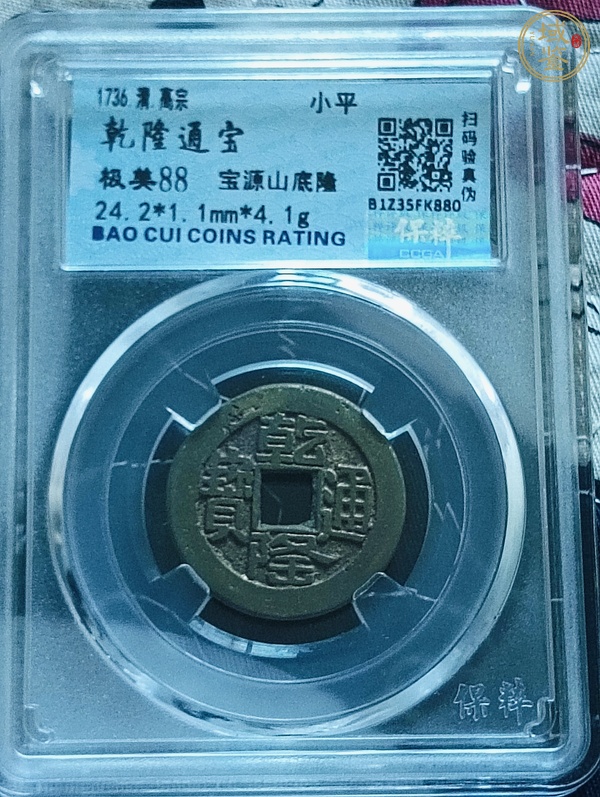 1736.清.高宗 小平
乾隆通宝
极美88 宝源山底隆
24.2*1.1mm*4.1g
BAO CUI COINS RATING
扫码验真伪
B1Z35FK880
保粹
CCGA
乾隆通寶
保粹